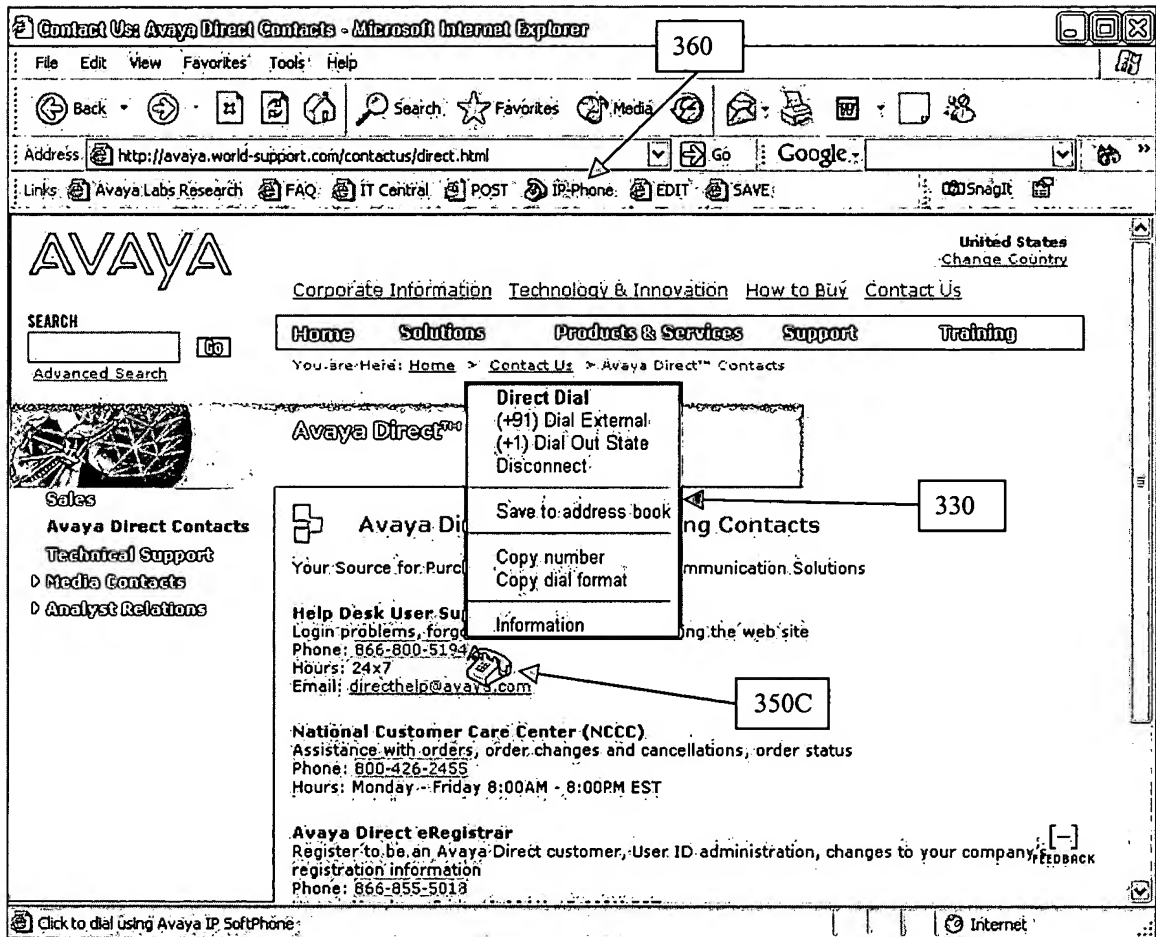 Contact Us: Avaya Direct Contacts - Microsoft Internet Explorer
360
File Edit View Favorites Tools Help
Back Search Favorites Media
Address http://avaya.world-support.com/contactus/direct.html Go Google
Links Avaya Labs Research FAQ IT Central POST IP-Phone EDIT SAVE SnagIt
AVAYA
United States
Change Country
Corporate Information Technology & Innovation How to Buy Contact Us
SEARCH
Go
Advanced Search
Home Solutions Products & Services Support Training
You are Here: Home > Contact Us > Avaya Direct™ Contacts
Direct Dial
(+91) Dial External
(+1) Dial Out State
Disconnect
Save to address book
Copy number
Copy dial format
Information
330
Avaya Direct™
Sales
Avaya Direct Contacts
Technical Support
Media Contacts
Analyst Relations
Avaya Di ng Contacts
Your Source for Purc mmunication Solutions
Help Desk User Su
Login problems, forg ng the web site
Phone: 866-800-5194
Hours: 24x7
Email: directhelp@avaya.com
350C
National Customer Care Center (NCCC)
Assistance with orders, order changes and cancellations, order status
Phone: 800-426-2455
Hours: Monday - Friday 8:00AM - 8:00PM EST
Avaya Direct eRegistrar
Register to be an Avaya Direct customer, User ID administration, changes to your company's
registration information
Phone: 866-855-5018
[–]
FEEDBACK
Click to dial using Avaya IP SoftPhone Internet